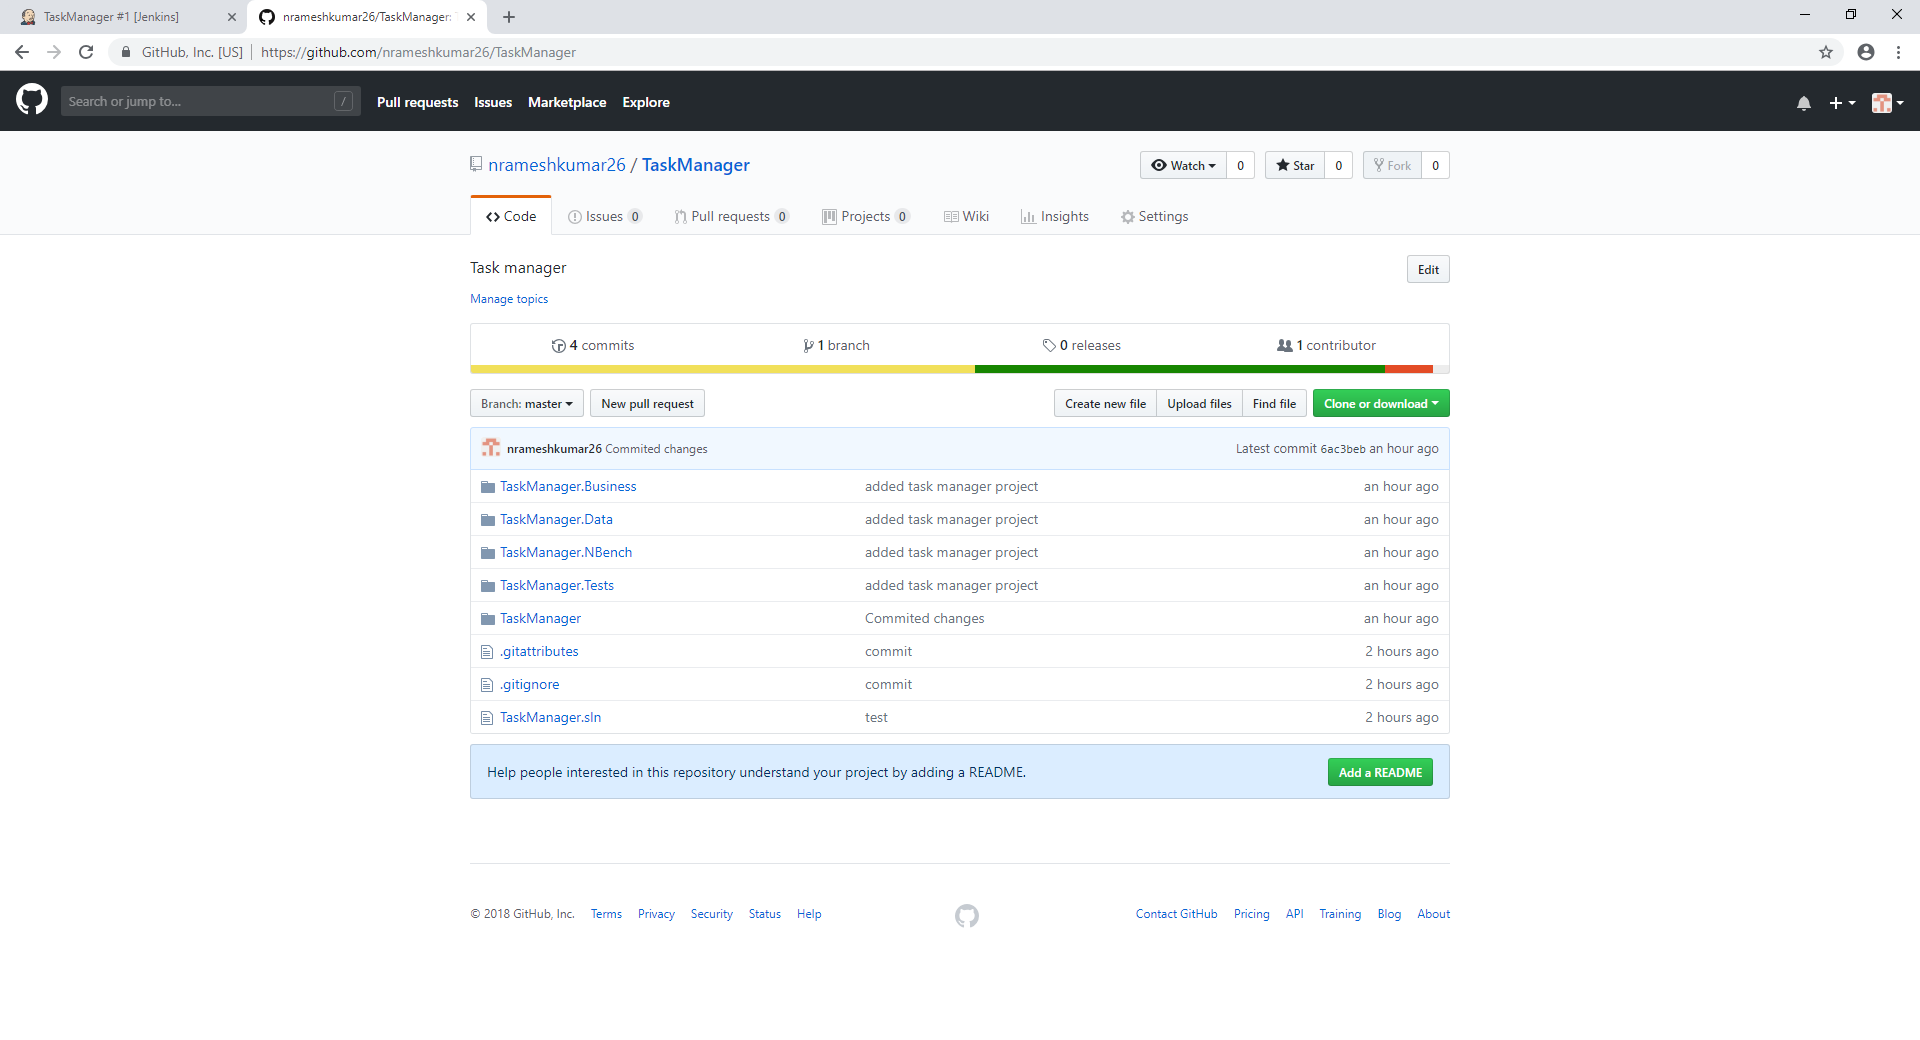 TaskManager #1 [Jenkins]
nrameshkumar26/TaskManager:
GitHub, Inc. [US] https://github.com/nrameshkumar26/TaskManager
Search or jump to... /
Pull requests Issues Marketplace Explore
nrameshkumar26 / TaskManager
Watch 0 Star 0 Fork 0
Code Issues 0 Pull requests 0 Projects 0 Wiki Insights Settings
Task manager
Edit
Manage topics
4 commits 1 branch 0 releases 1 contributor
Branch: master New pull request Create new file Upload files Find file Clone or download
nrameshkumar26 Commited changes Latest commit 6ac3beb an hour ago
TaskManager.Business added task manager project an hour ago
TaskManager.Data added task manager project an hour ago
TaskManager.NBench added task manager project an hour ago
TaskManager.Tests added task manager project an hour ago
TaskManager Commited changes an hour ago
.gitattributes commit 2 hours ago
.gitignore commit 2 hours ago
TaskManager.sln test 2 hours ago
Help people interested in this repository understand your project by adding a README. Add a README
© 2018 GitHub, Inc. Terms Privacy Security Status Help Contact GitHub Pricing API Training Blog About